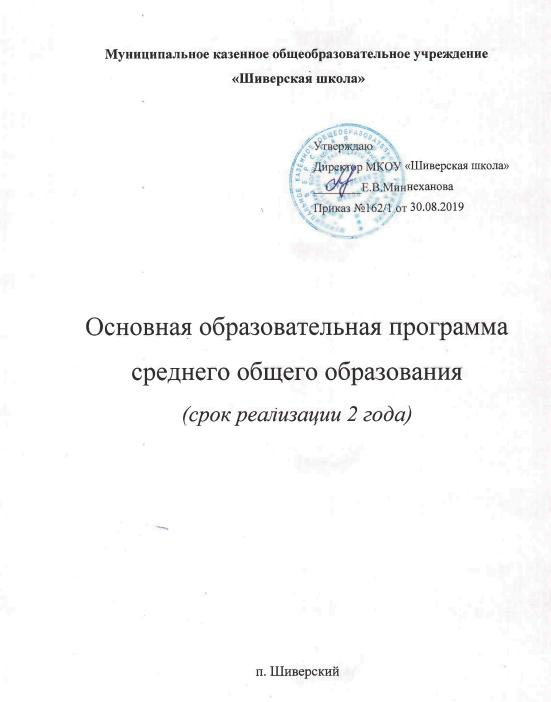 Муниципальное казенное общеобразовательное учреждение
«Шиверская школа»
Утверждаю
Директор МКОУ «Шиверская школа»
Е.В.Миннеханова
Приказ №162/1 от 30.08.2019
Основная образовательная программа
среднего общего образования
(срок реализации 2 года)
п. Шиверский